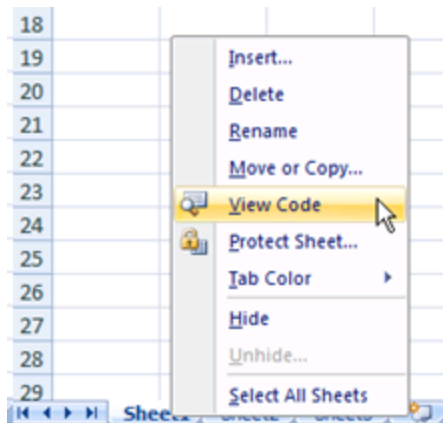 18
19
20
21
22
23
24
25
26
27
28
29
Insert...
Delete
Rename
Move or Copy...
View Code
Protect Sheet...
Tab Color
Hide
Unhide...
Select All Sheets
Sheet1